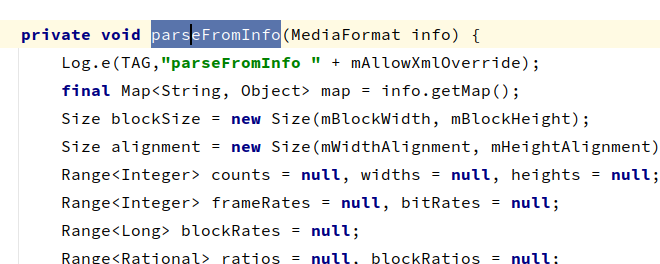 private void parseFromInfo(MediaFormat info) {
Log.e(TAG,"parseFromInfo " + mAllowXmlOverride);
final Map<String, Object> map = info.getMap();
Size blockSize = new Size(mBlockWidth, mBlockHeight);
Size alignment = new Size(mWidthAlignment, mHeightAlignment)
Range<Integer> counts = null, widths = null, heights = null;
Range<Integer> frameRates = null, bitRates = null;
Range<Long> blockRates = null;
Range<Rational> ratios = null, blockRatios = null;